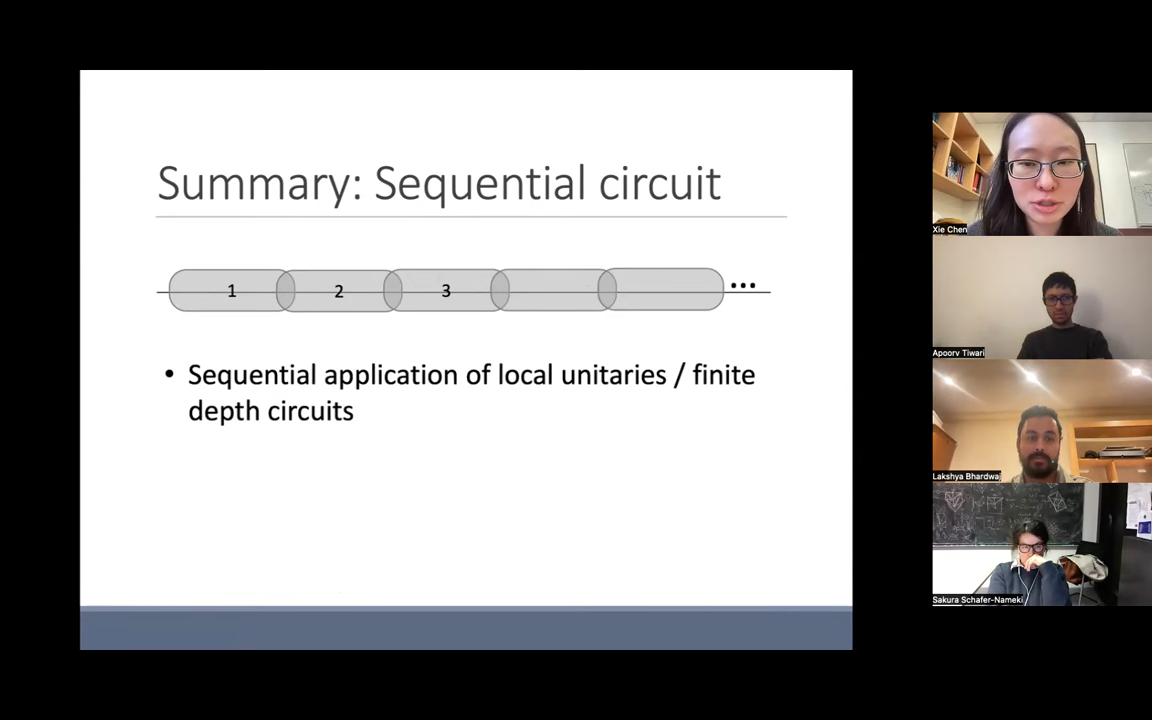 Summary: Sequential circuit
1 2 3 ...
• Sequential application of local unitaries / finite
depth circuits
Xie Chen
Apoorv Tiwari
Lakshya Bhardwaj
Sakura Schafer-Nameki